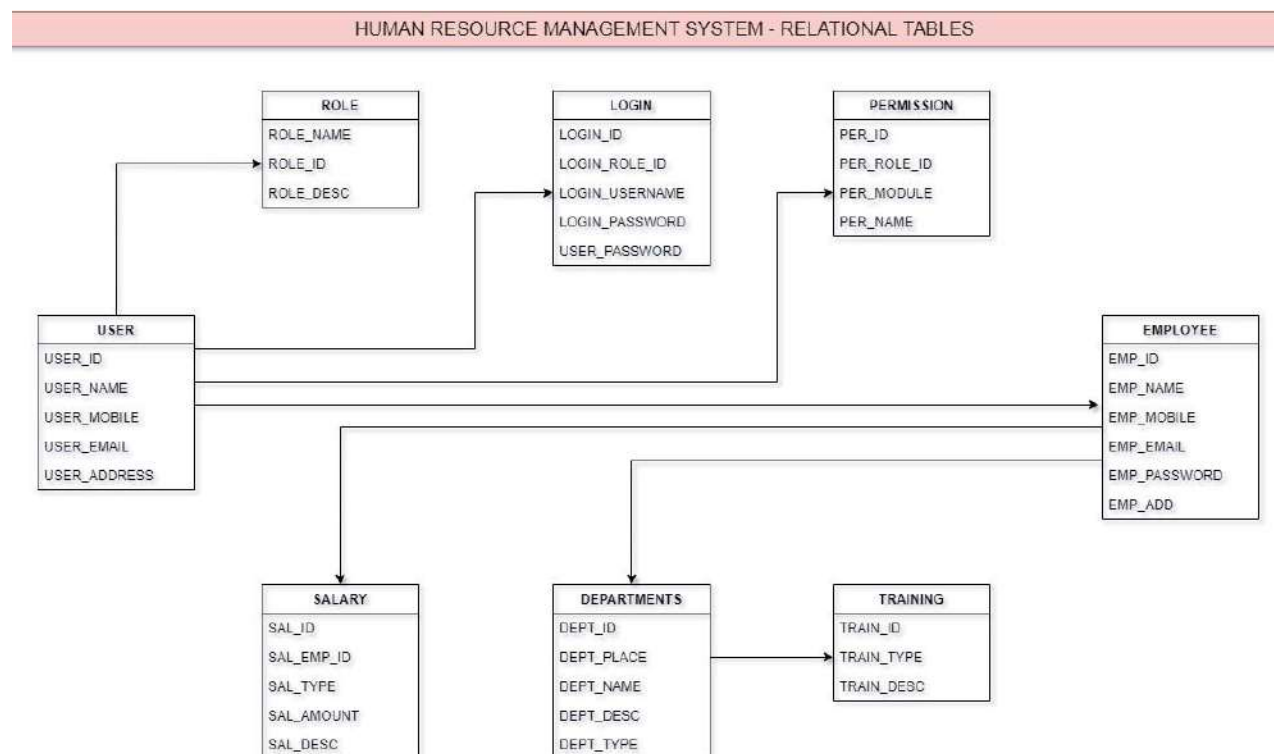 HUMAN RESOURCE MANAGEMENT SYSTEM - RELATIONAL TABLES
ROLE
ROLE_NAME
ROLE_ID
ROLE_DESC
LOGIN
LOGIN_ID
LOGIN_ROLE_ID
LOGIN_USERNAME
LOGIN_PASSWORD
USER_PASSWORD
PERMISSION
PER_ID
PER_ROLE_ID
PER_MODULE
PER_NAME
USER
USER_ID
USER_NAME
USER_MOBILE
USER_EMAIL
USER_ADDRESS
EMPLOYEE
EMP_ID
EMP_NAME
EMP_MOBILE
EMP_EMAIL
EMP_PASSWORD
EMP_ADD
SALARY
SAL_ID
SAL_EMP_ID
SAL_TYPE
SAL_AMOUNT
SAL_DESC
DEPARTMENTS
DEPT_ID
DEPT_PLACE
DEPT_NAME
DEPT_DESC
DEPT_TYPE
TRAINING
TRAIN_ID
TRAIN_TYPE
TRAIN_DESC